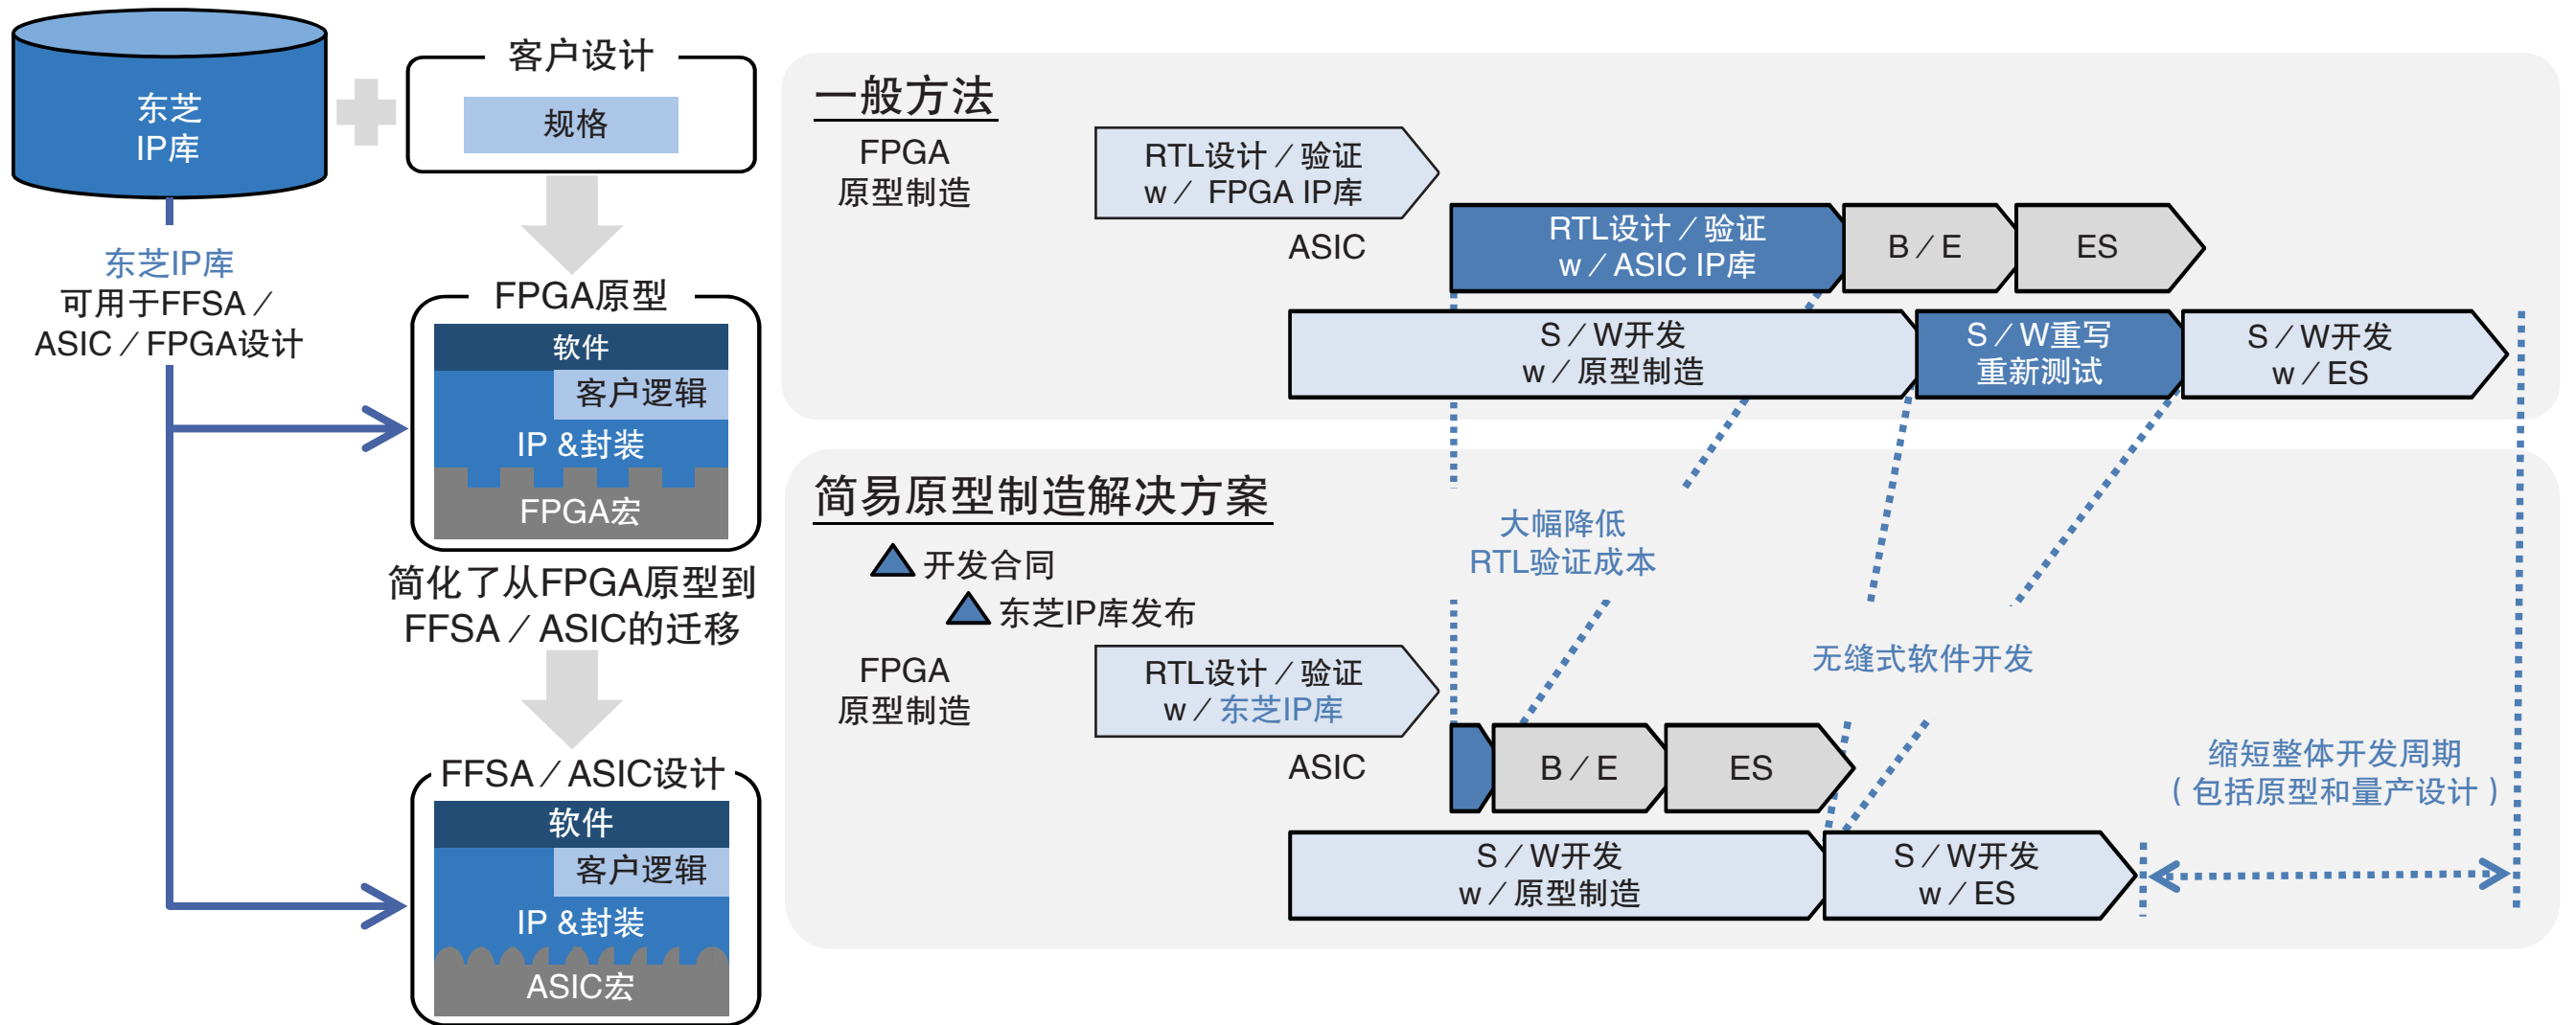 东芝
IP库
客户设计
规格
东芝IP库
可用于FFSA／
ASIC／FPGA设计
FPGA原型
软件
客户逻辑
IP &封装
FPGA宏
简化了从FPGA原型到
FFSA／ASIC的迁移
FFSA／ASIC设计
软件
客户逻辑
IP &封装
ASIC宏
一般方法
FPGA
原型制造
RTL设计／验证
w／ FPGA IP库
ASIC
RTL设计／验证
w／ASIC IP库
B／E
ES
S／W开发
w／原型制造
S／W重写
重新测试
S／W开发
w／ES
简易原型制造解决方案
开发合同
东芝IP库发布
大幅降低
RTL验证成本
无缝式软件开发
FPGA
原型制造
RTL设计／验证
w／东芝IP库
ASIC
B／E
ES
S／W开发
w／原型制造
S／W开发
w／ES
缩短整体开发周期
（包括原型和量产设计）